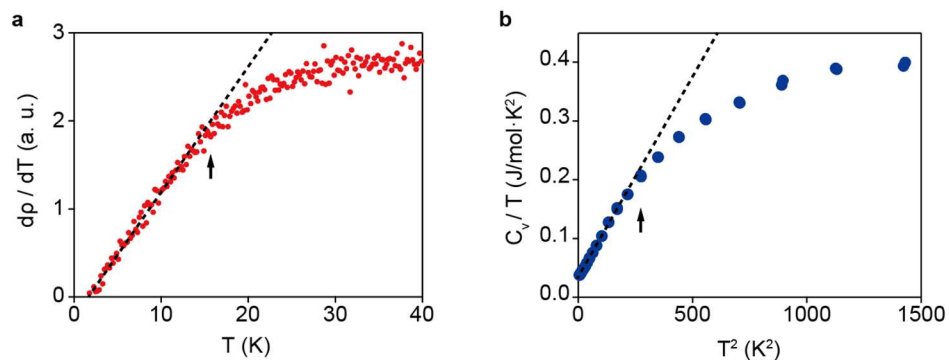 a
3
2
1
0
dρ / dT (a. u.)
0 10 20 30 40
T (K)
b
0.4
0.3
0.2
0.1
0.0
C_v / T (J/mol·K²)
0 500 1000 1500
T² (K²)